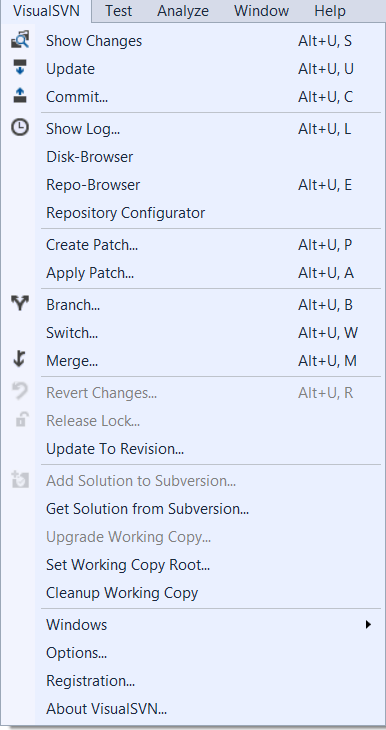 VisualSVN Test Analyze Window Help
Show Changes Alt+U, S
Update Alt+U, U
Commit... Alt+U, C
Show Log... Alt+U, L
Disk-Browser
Repo-Browser Alt+U, E
Repository Configurator
Create Patch... Alt+U, P
Apply Patch... Alt+U, A
Branch... Alt+U, B
Switch... Alt+U, W
Merge... Alt+U, M
Revert Changes... Alt+U, R
Release Lock...
Update To Revision...
Add Solution to Subversion...
Get Solution from Subversion...
Upgrade Working Copy...
Set Working Copy Root...
Cleanup Working Copy
Windows
Options...
Registration...
About VisualSVN...